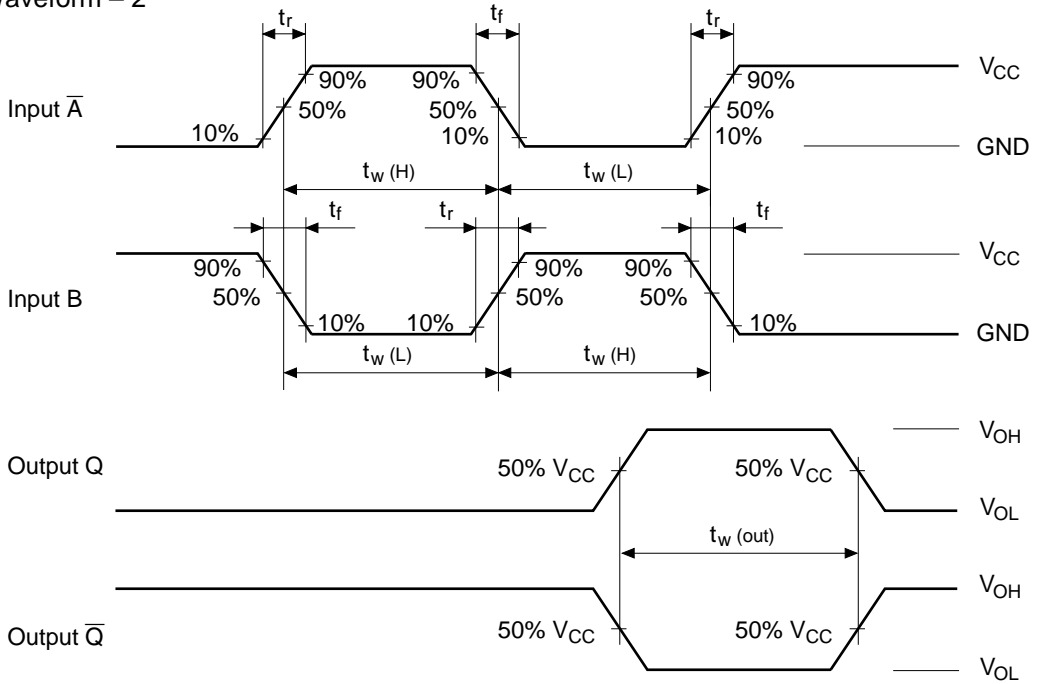 Waveform – 2
tr tf tr
90% 90% 90% VCC
Input A̅ 50% 50% 50%
10% 10% 10% GND
tw (H) tw (L)
tf tr tf
VCC
90% 90% 90%
Input B 50% 50% 50%
10% 10% 10% GND
tw (L) tw (H)
VOH
Output Q 50% VCC 50% VCC
VOL
tw (out)
VOH
Output Q̅ 50% VCC 50% VCC
VOL